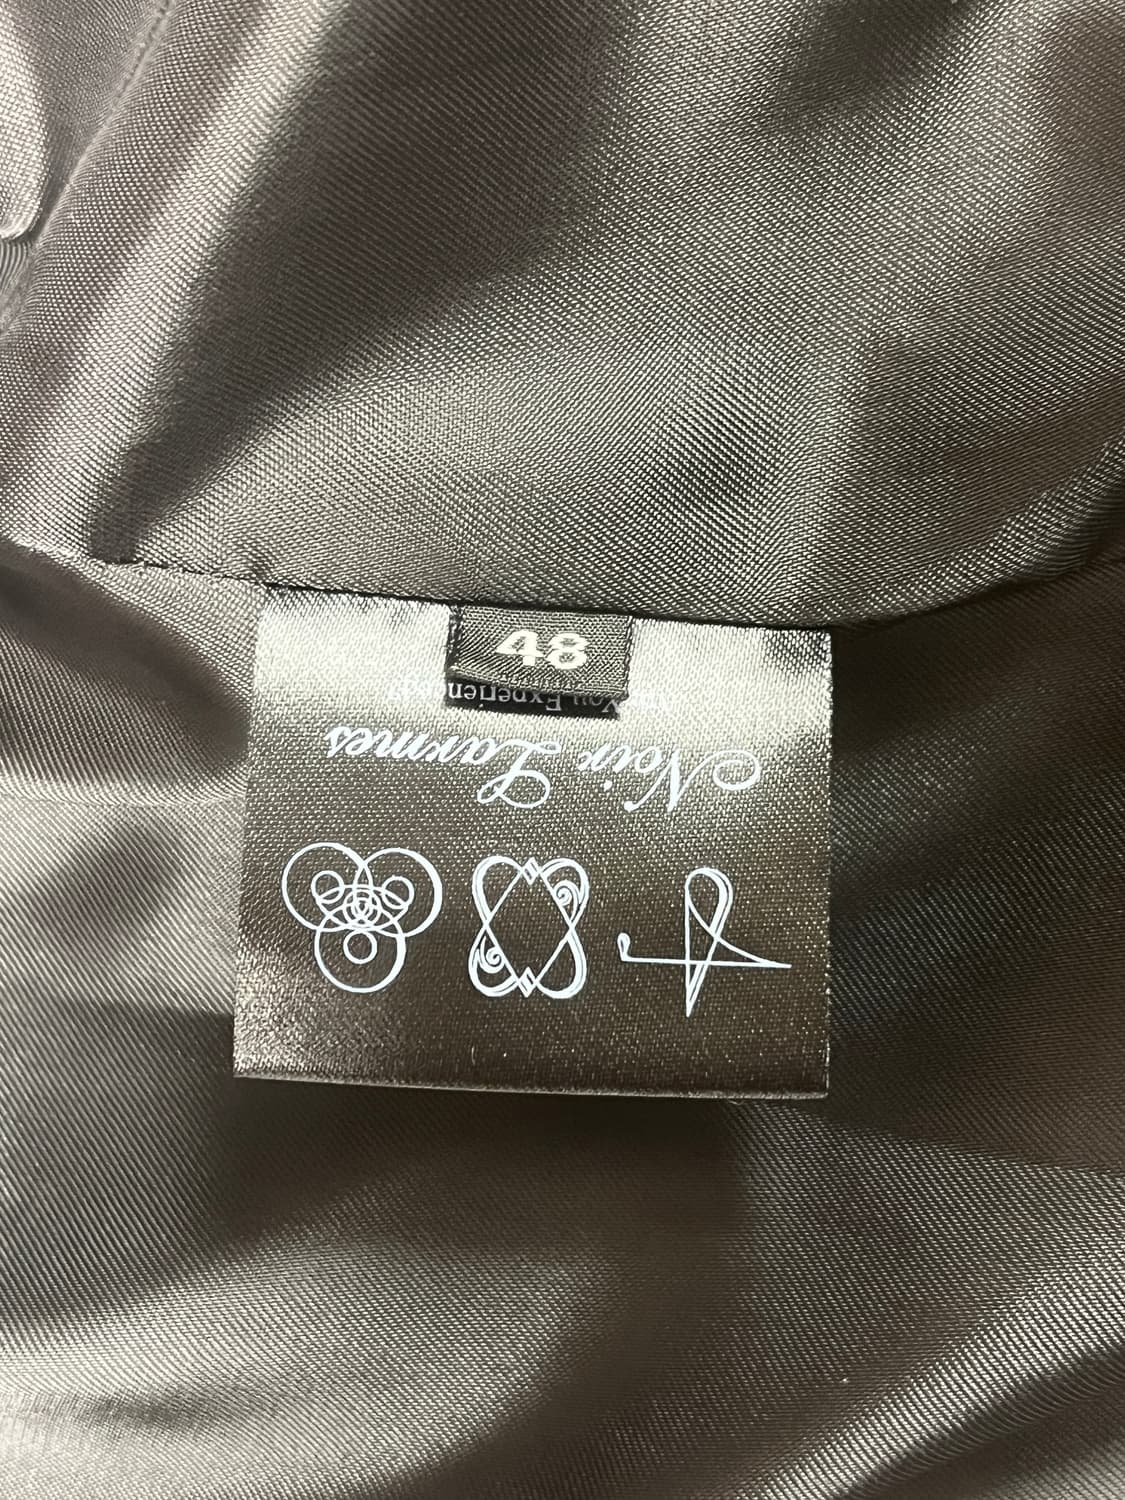 48
You Experienced?
Noir Larmes